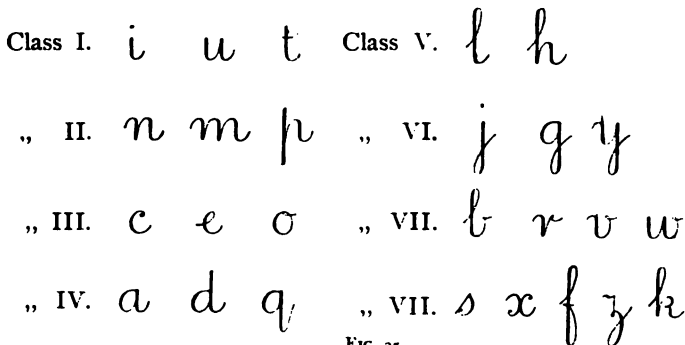 Class I. i u t Class V. l h
„ II. n m p „ VI. j g y
„ III. c e o „ VII. b r v w
„ IV. a d q „ VII. s x f z k